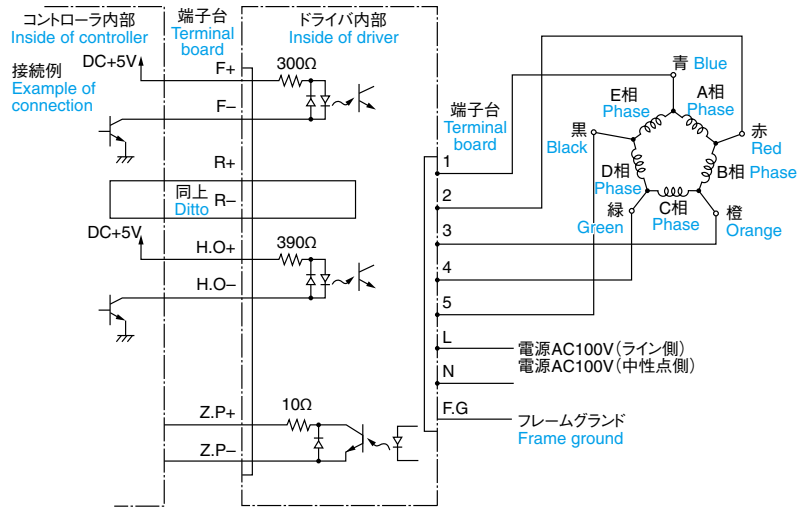 コントローラ内部
Inside of controller
端子台
Terminal
board
ドライバ内部
Inside of driver
DC+5V
接続例
Example of
connection
F+
300Ω
F−
R+
同上
Ditto
R−
DC+5V
H.O+
390Ω
H.O−
Z.P+
10Ω
Z.P−
端子台
Terminal
board
1
2
3
4
5
L
電源AC100V（ライン側）
N
電源AC100V（中性点側）
F.G
フレームグランド
Frame ground
青 Blue
E相
Phase
A相
Phase
黒
Black
赤
Red
D相
Phase
B相 Phase
C相
Phase
緑
Green
橙
Orange